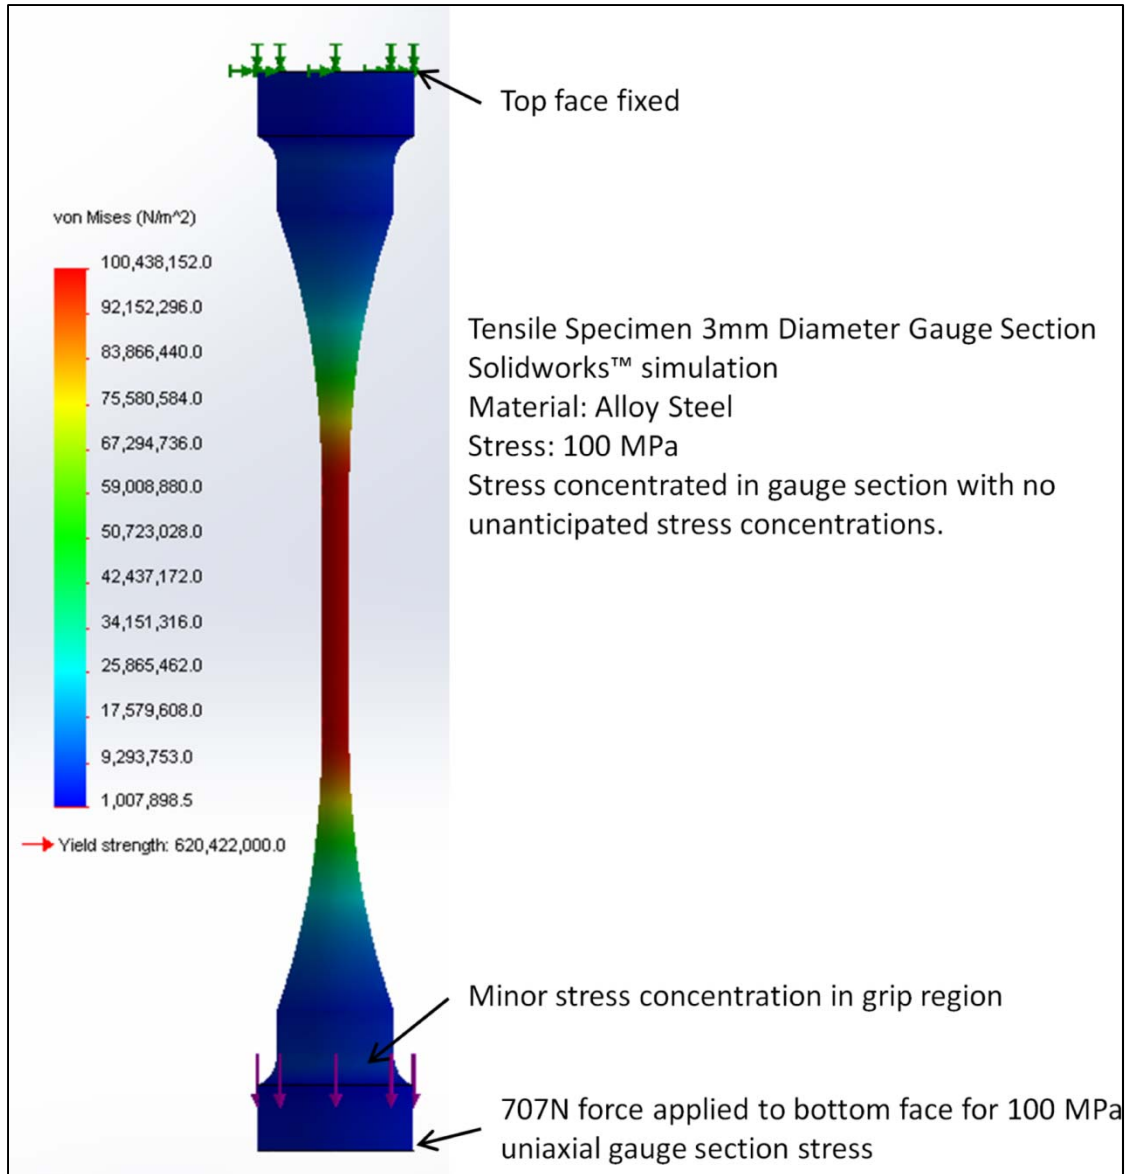 Top face fixed
von Mises (N/m^2)
100,438,152.0
92,152,296.0
83,866,440.0
75,580,584.0
67,294,736.0
59,008,880.0
50,723,028.0
42,437,172.0
34,151,316.0
25,865,462.0
17,579,608.0
9,293,753.0
1,007,898.5
Yield strength: 620,422,000.0
Tensile Specimen 3mm Diameter Gauge Section
Solidworks™ simulation
Material: Alloy Steel
Stress: 100 MPa
Stress concentrated in gauge section with no
unanticipated stress concentrations.
Minor stress concentration in grip region
707N force applied to bottom face for 100 MPa
uniaxial gauge section stress